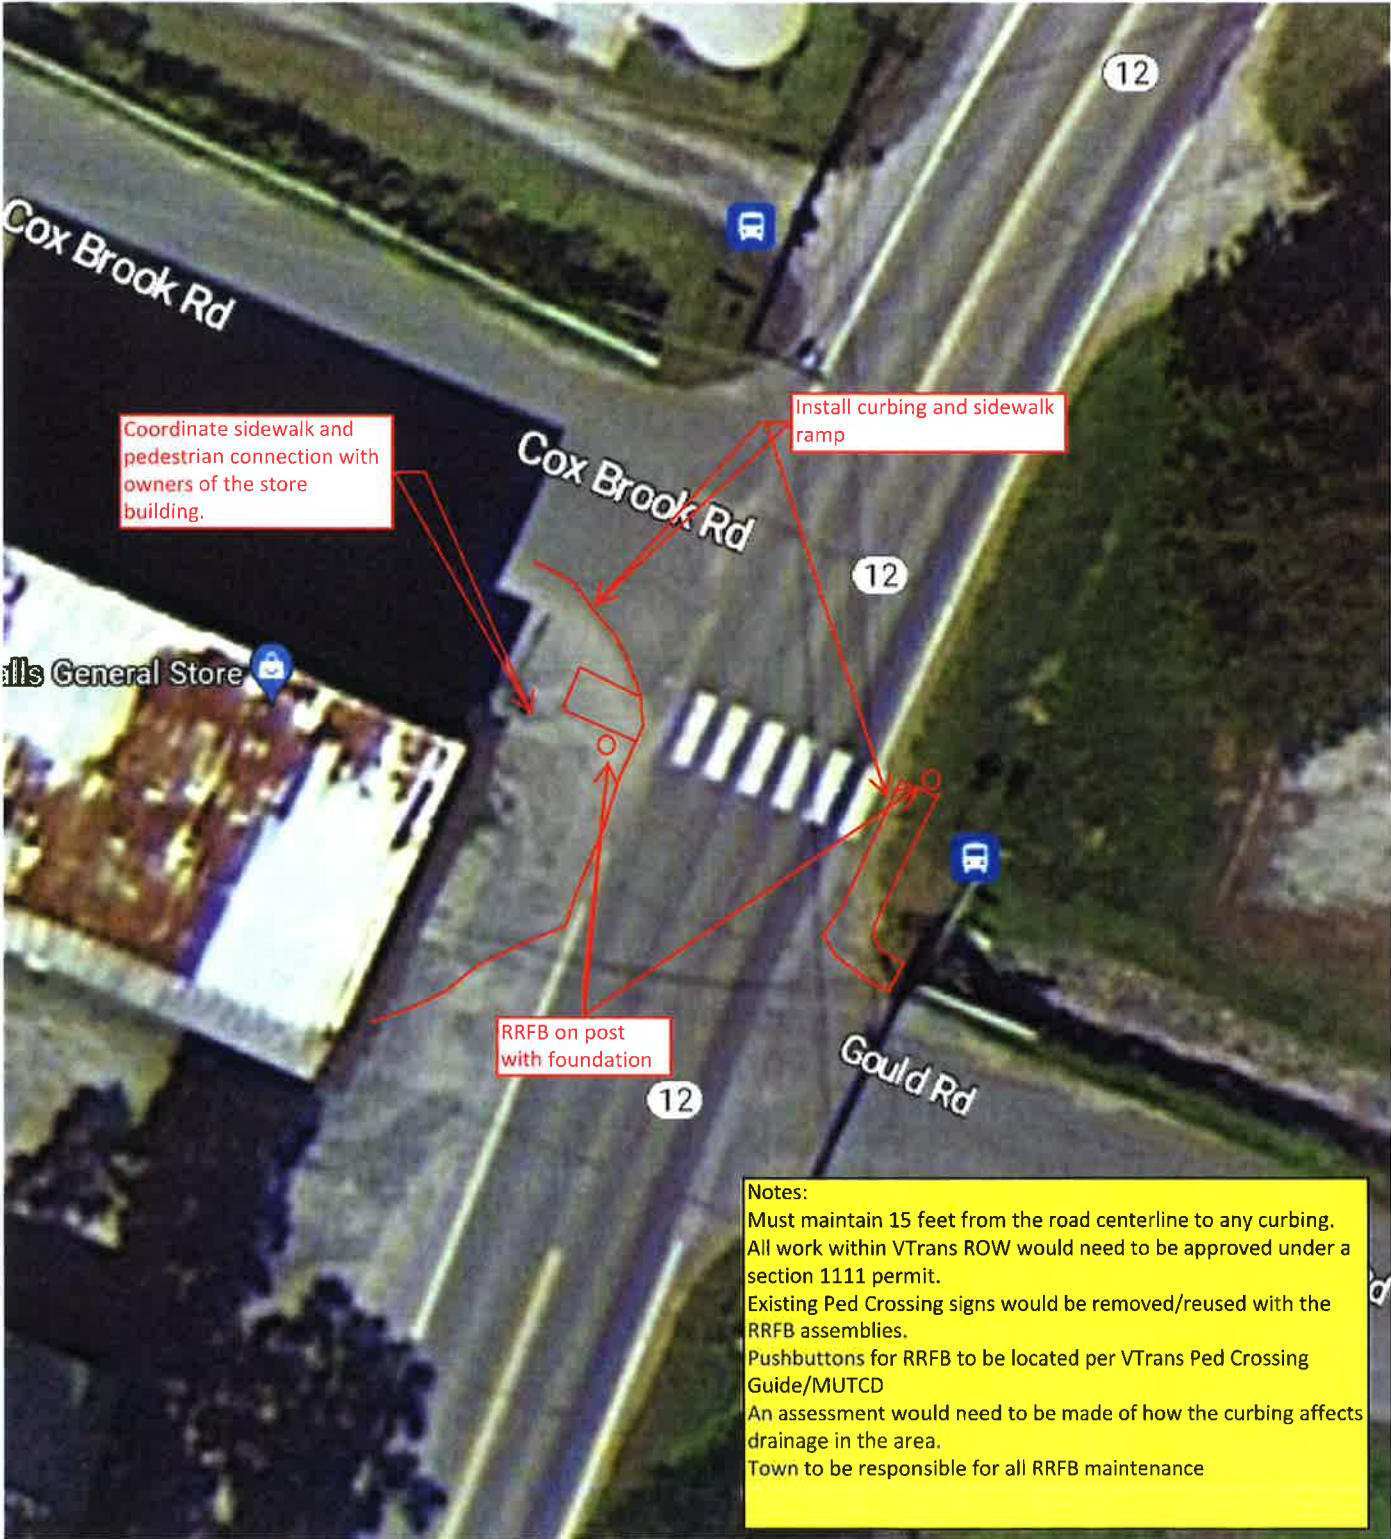 12
Cox Brook Rd
Install curbing and sidewalk
ramp
Coordinate sidewalk and
pedestrian connection with
owners of the store
building.
Cox Brook Rd
12
General Store
RRFB on post
with foundation
12
Gould Rd
Notes:
Must maintain 15 feet from the road centerline to any curbing.
All work within VTrans ROW would need to be approved under a
section 1111 permit.
Existing Ped Crossing signs would be removed/reused with the
RRFB assemblies.
Pushbuttons for RRFB to be located per VTrans Ped Crossing
Guide/MUTCD
An assessment would need to be made of how the curbing affects
drainage in the area.
Town to be responsible for all RRFB maintenance